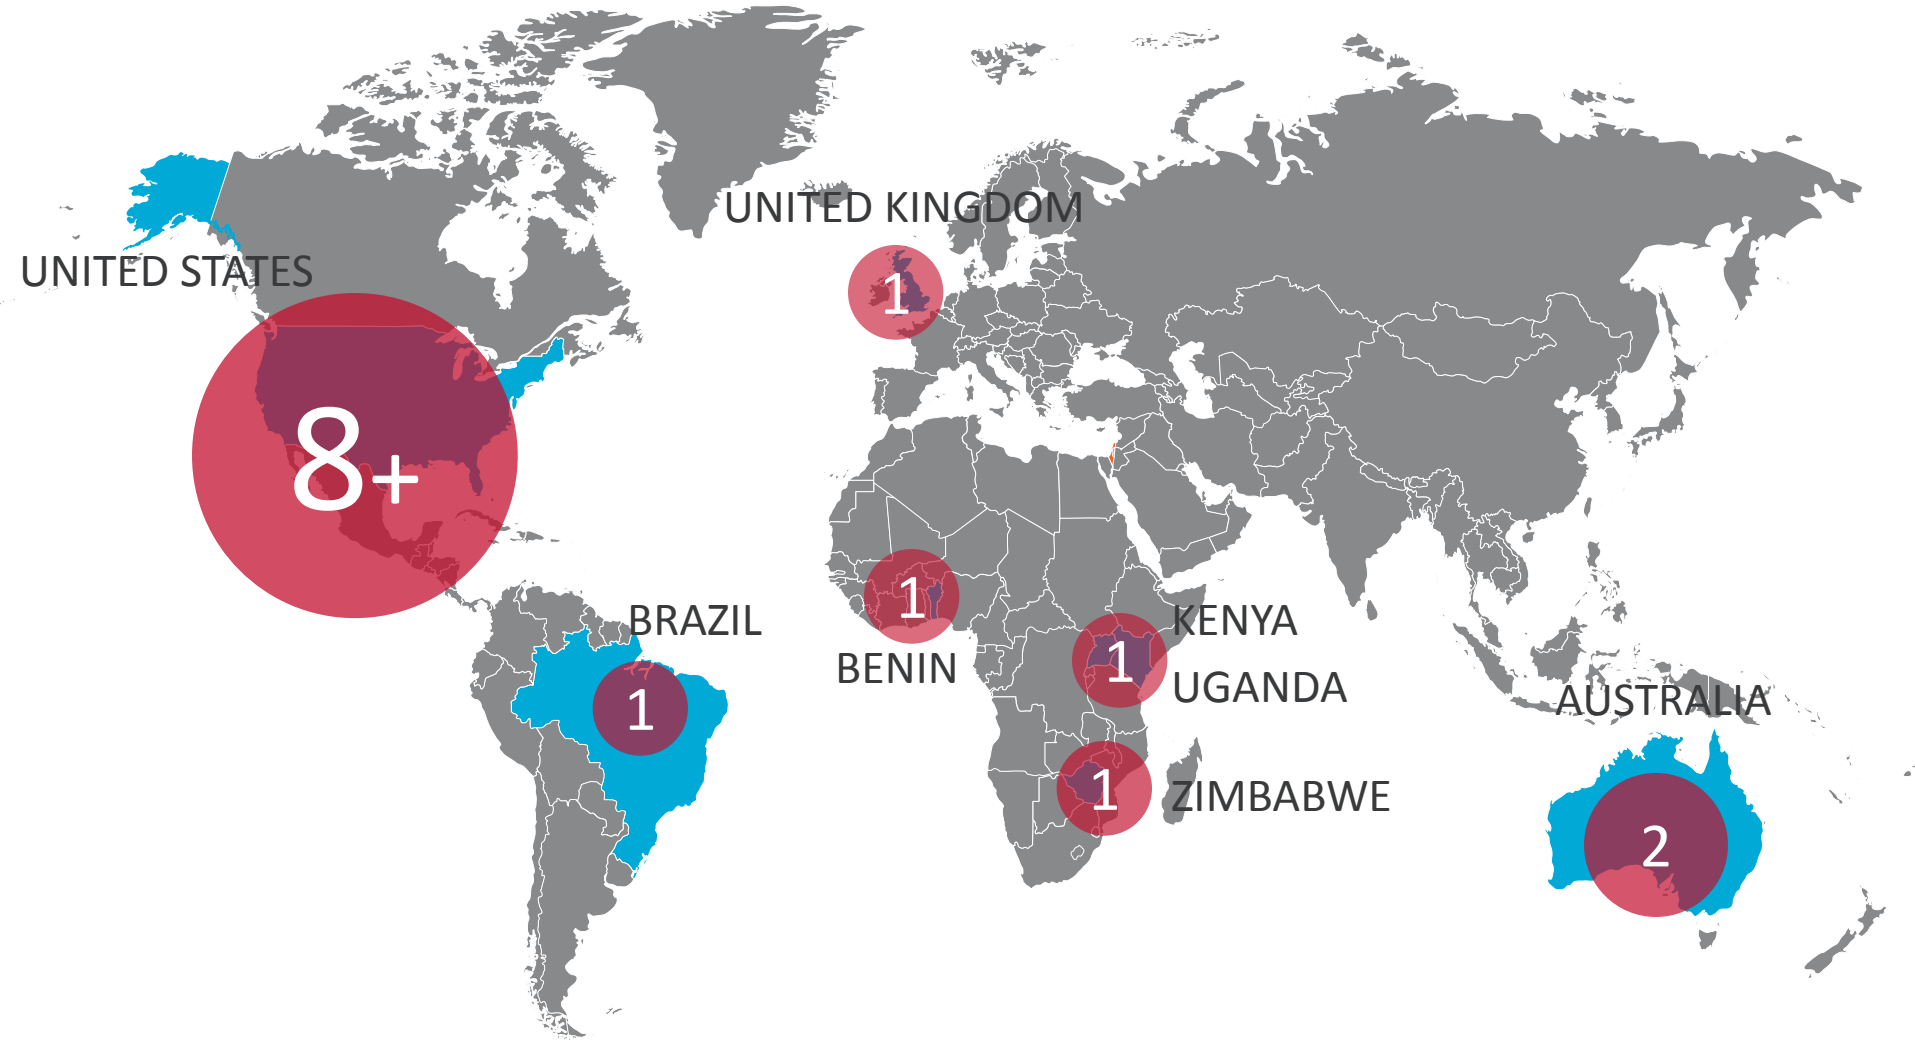 UNITED KINGDOM
UNITED STATES
1
8+
BRAZIL
1
1
BENIN
KENYA
1
UGANDA
AUSTRALIA
1
ZIMBABWE
2